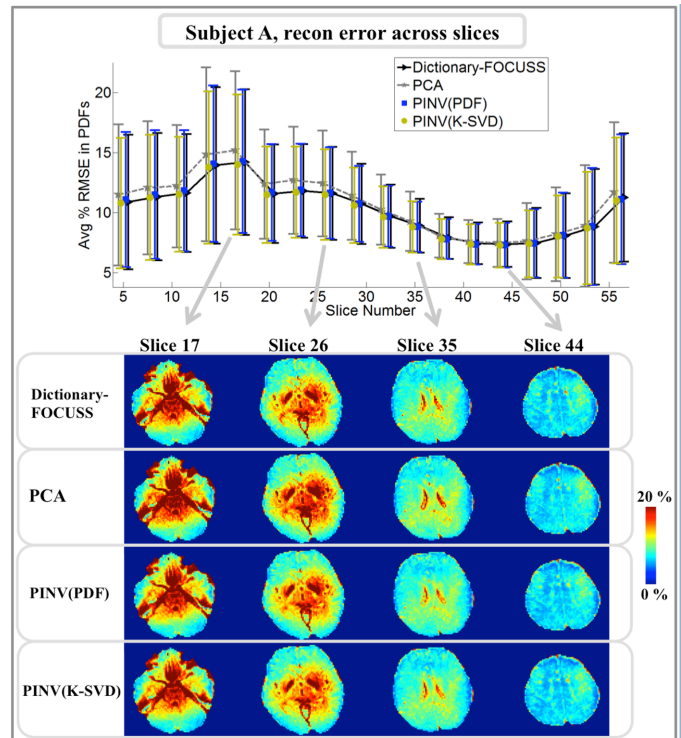 Subject A, recon error across slices
Dictionary-FOCUSS
PCA
PINV(PDF)
PINV(K-SVD)
Avg % RMSE in PDFs
20
15
10
5
5 10 15 20 25 30 35 40 45 50 55
Slice Number
Slice 17 Slice 26 Slice 35 Slice 44
Dictionary-
FOCUSS
PCA
PINV(PDF)
PINV(K-SVD)
20 %
0 %